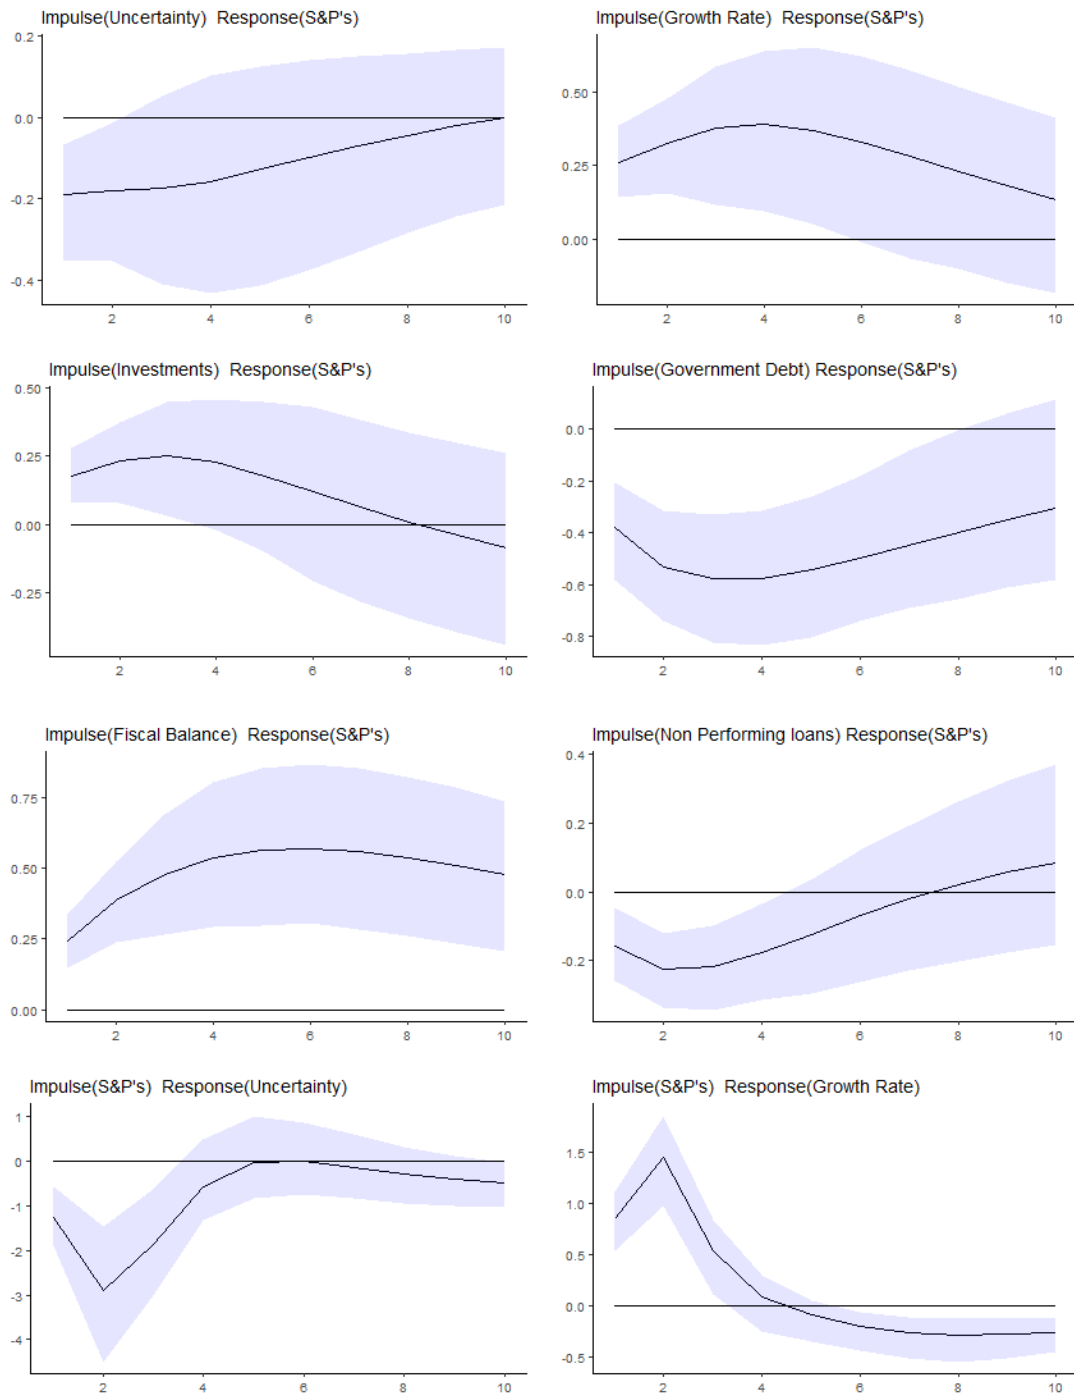 Impulse(Uncertainty) Response(S&P's)
0.2
0.0
-0.2
-0.4
2 4 6 8 10
Impulse(Growth Rate) Response(S&P's)
0.50
0.25
0.00
2 4 6 8 10
Impulse(Investments) Response(S&P's)
0.50
0.25
0.00
-0.25
2 4 6 8 10
Impulse(Government Debt) Response(S&P's)
0.0
-0.2
-0.4
-0.6
-0.8
2 4 6 8 10
Impulse(Fiscal Balance) Response(S&P's)
0.75
0.50
0.25
0.00
2 4 6 8 10
Impulse(Non Performing loans) Response(S&P's)
0.4
0.2
0.0
-0.2
2 4 6 8 10
Impulse(S&P's) Response(Uncertainty)
1
0
-1
-2
-3
-4
2 4 6 8 10
Impulse(S&P's) Response(Growth Rate)
1.5
1.0
0.5
0.0
-0.5
2 4 6 8 10